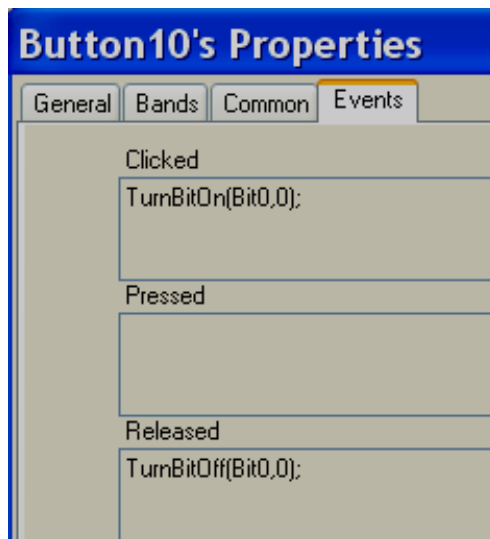 Button10's Properties
General Bands Common Events
Clicked
TurnBitOn(Bit0,0);
Pressed
Released
TurnBitOff(Bit0,0);